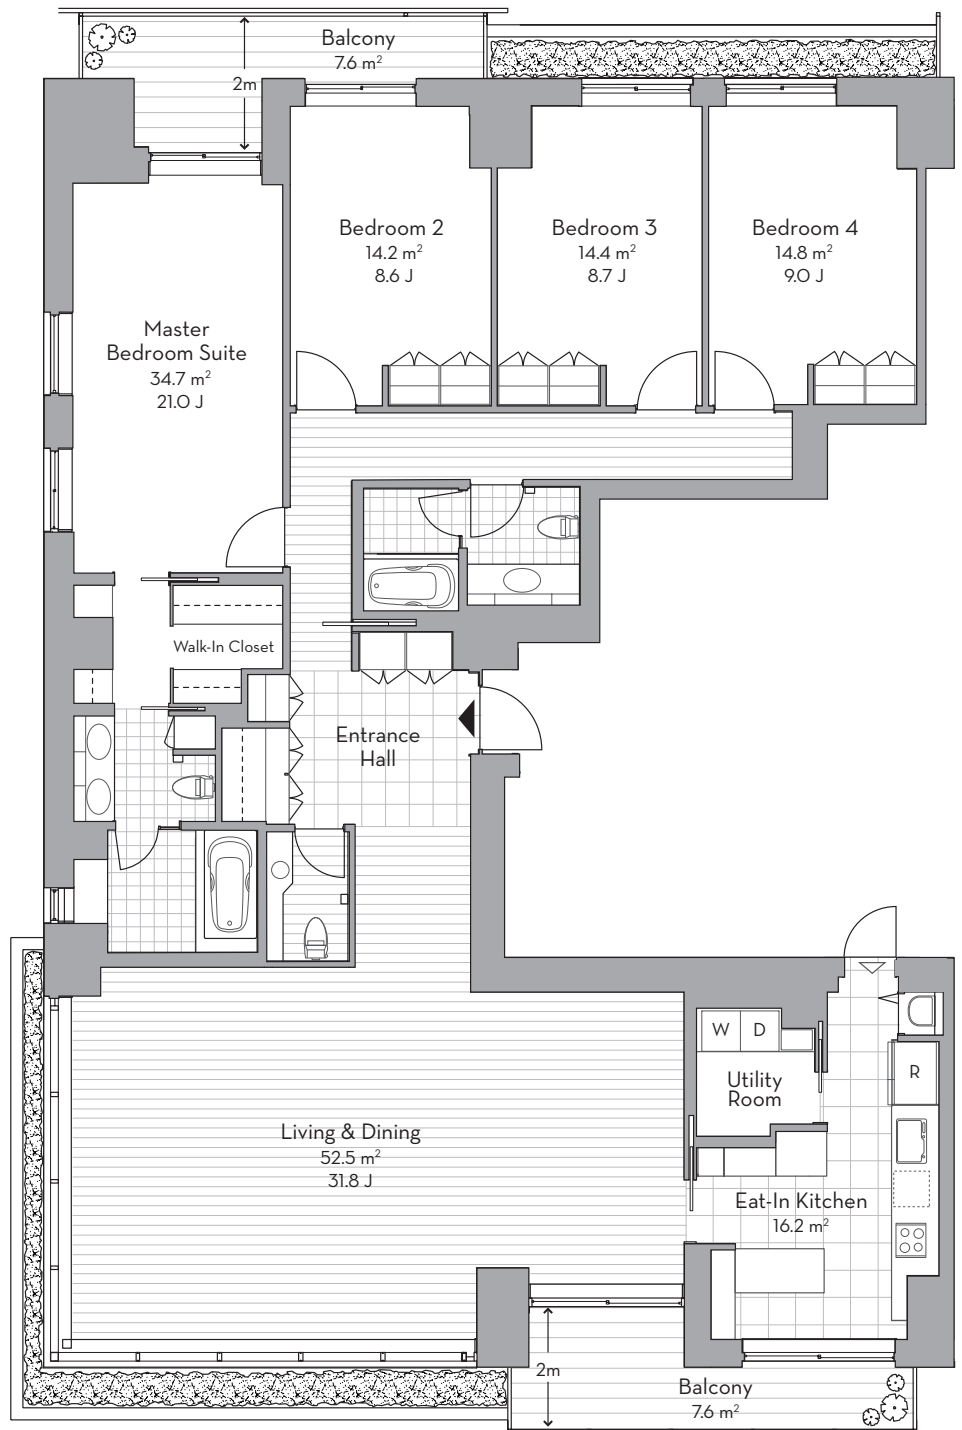 Balcony
7.6 m²
2m
Bedroom 2
14.2 m²
8.6 J
Bedroom 3
14.4 m²
8.7 J
Bedroom 4
14.8 m²
9.0 J
Master
Bedroom Suite
34.7 m²
21.0 J
Walk-In Closet
Entrance
Hall
W D
R
Utility
Room
Living & Dining
52.5 m²
31.8 J
Eat-In Kitchen
16.2 m²
2m
Balcony
7.6 m²